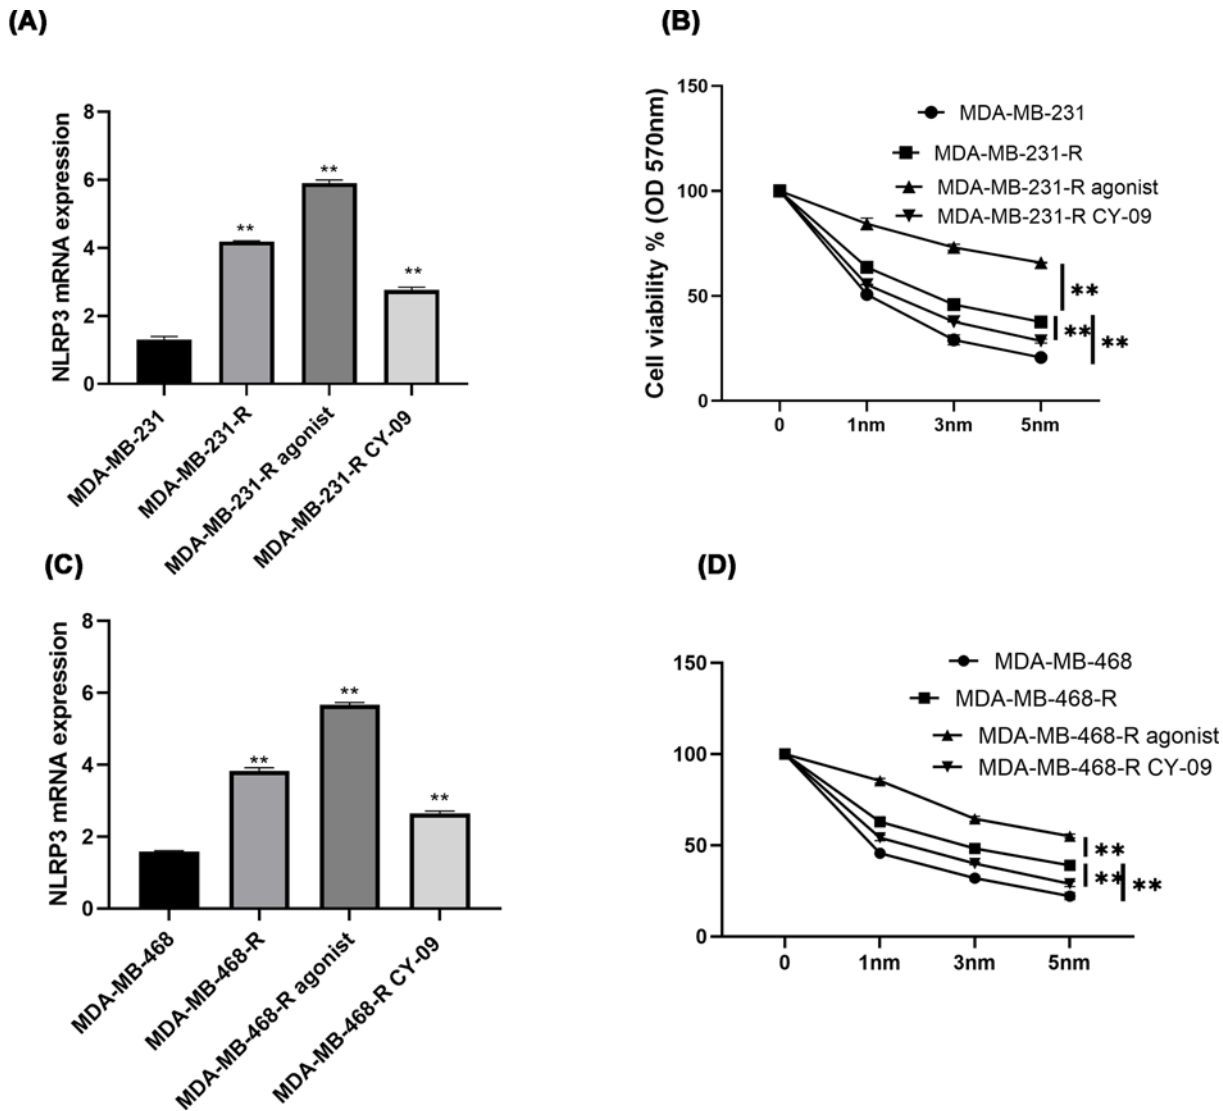 (A)
NLRP3 mRNA expression
8
6
4
2
0
**
**
**
MDA-MB-231
MDA-MB-231-R
MDA-MB-231-R agonist
MDA-MB-231-R CY-09
(B)
Cell viability % (OD 570nm)
150
100
50
0
MDA-MB-231
MDA-MB-231-R
MDA-MB-231-R agonist
MDA-MB-231-R CY-09
**
**
**
0
1nm
3nm
5nm
(C)
NLRP3 mRNA expression
8
6
4
2
0
**
**
**
MDA-MB-468
MDA-MB-468-R
MDA-MB-468-R agonist
MDA-MB-468-R CY-09
(D)
150
100
50
0
MDA-MB-468
MDA-MB-468-R
MDA-MB-468-R agonist
MDA-MB-468-R CY-09
**
**
**
0
1nm
3nm
5nm